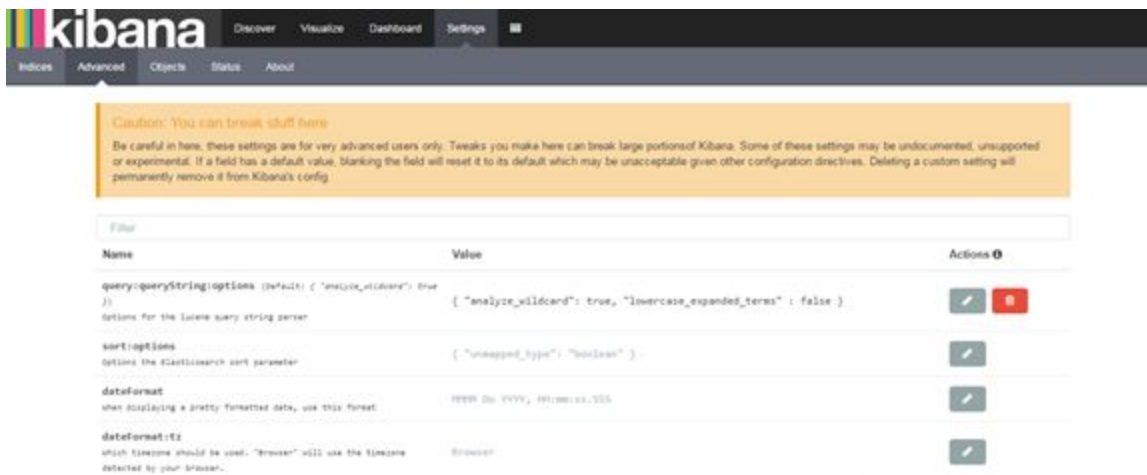 kibana
Discover Visualize Dashboard Settings
Indices Advanced Objects Status About
Caution: You can break stuff here
Be careful in here, these settings are for very advanced users only. Tweaks you make here can break large portionsof Kibana. Some of these settings may be undocumented, unsupported
or experimental. If a field has a default value, blanking the field will reset it to its default which may be unacceptable given other configuration directives. Deleting a custom setting will
permanently remove it from Kibana's config.
Filter
Name Value Actions
query:queryString:options (Default: { "analyze_wildcard": true
}) { "analyze_wildcard": true, "lowercase_expanded_terms" : false }
Options for the lucene query string parser
sort:options
Options the Elasticsearch sort parameter { "unmapped_type": "boolean" }
dateFormat
When displaying a pretty formatted date, use this format MMMM Do YYYY, HH:mm:ss.SSS
dateFormat:tz
which timezone should be used. "Browser" will use the timezone Browser
detected by your browser.